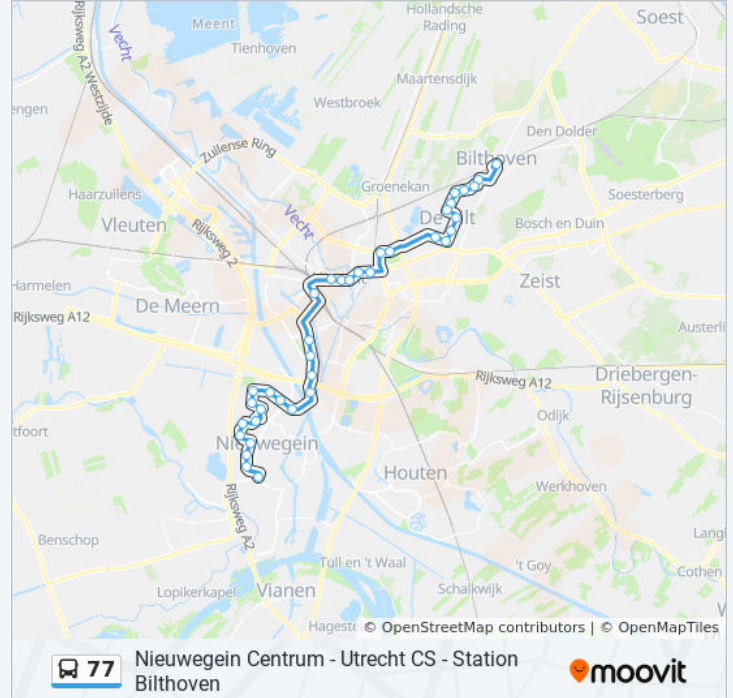 Hollandsche
Rading
Soest
Meent
Tienhoven
Rijksweg A2 Westzijde
Vecht
Maartensdijk
Westbroek
engen
Den Dolder
Zuilense Ring
Bilthoven
Groenekan
Haarzuilens
Soesterberg
Vecht
De Bilt
Vleuten
Rijksweg 2
Bosch en Duin
Zeist
Harmelen
De Meern
Rijksweg A12
Austerli
Rijksweg A12
Driebergen-
Rijsenburg
Odijk
tfoort
Nieuwegein
Houten
Werkhoven
Rijksweg A2
Benschop
Langl
Tull en 't Waal
't Goy
Cothen
Lopikerkapel
Vianen
Schalkwijk
Hageste
© OpenStreetMap contributors | © OpenMapTiles
77
Nieuwegein Centrum - Utrecht CS - Station
Bilthoven
moovit